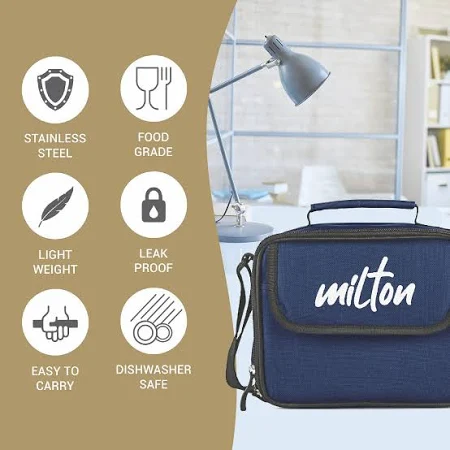 STAINLESS
STEEL
FOOD
GRADE
LIGHT
WEIGHT
LEAK
PROOF
EASY TO
CARRY
DISHWASHER
SAFE
milton